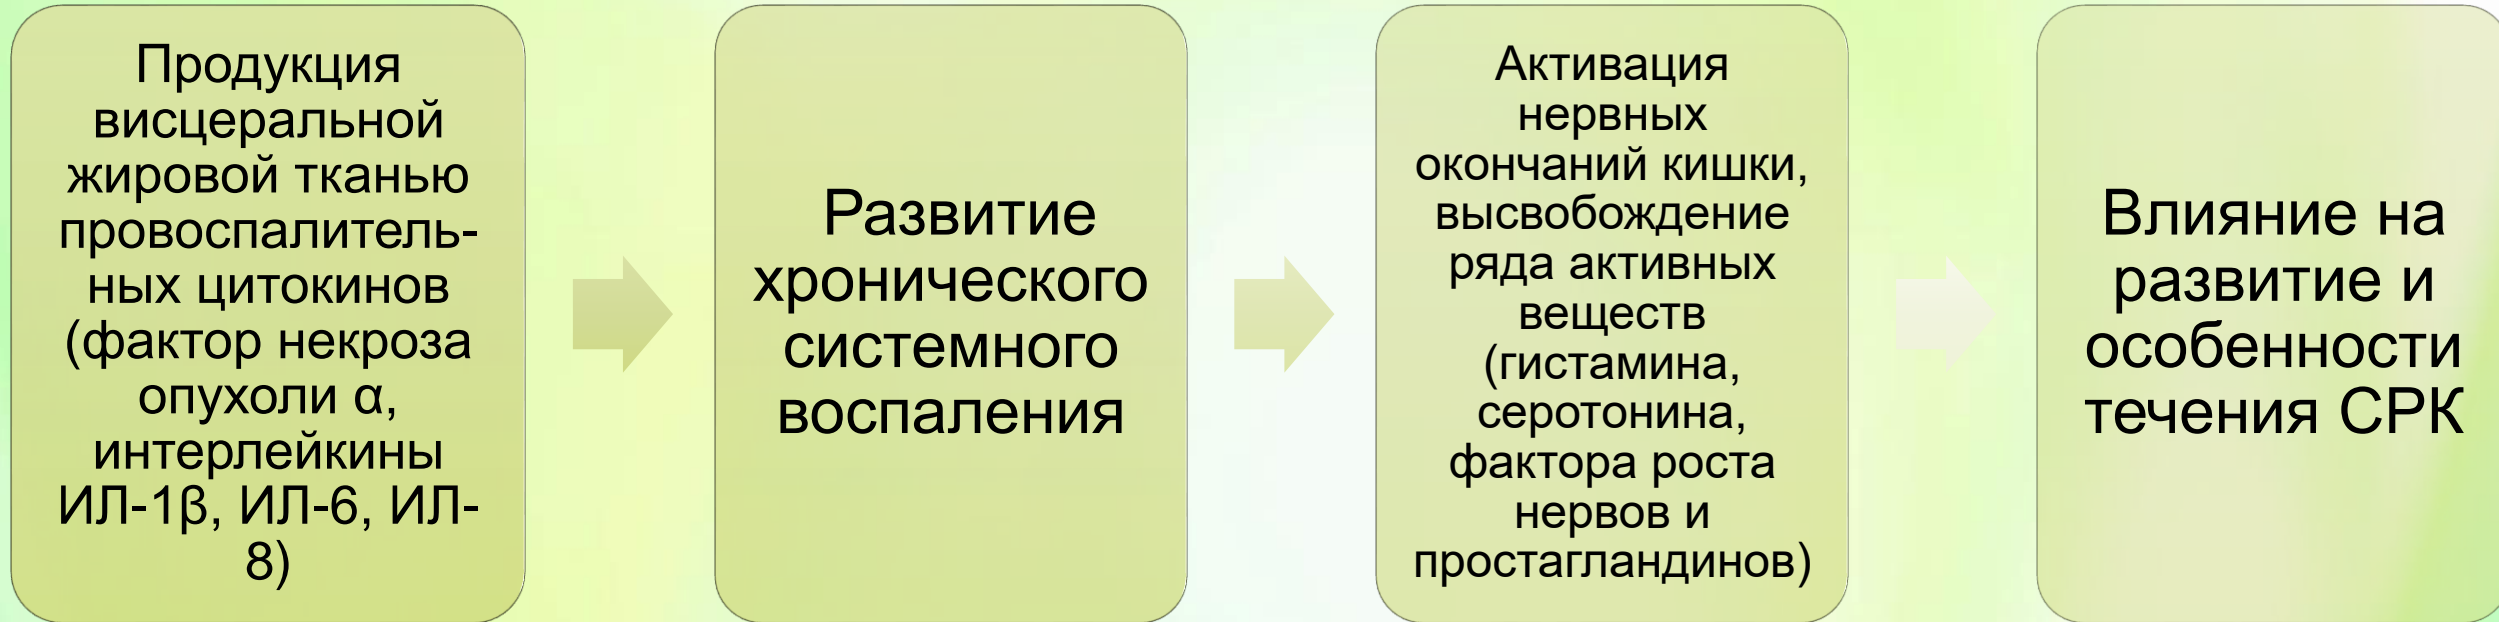 Продукция
висцеральной
жировой тканью
провоспалитель-
ных цитокинов
(фактор некроза
опухоли α,
интерлейкины
ИЛ-1β, ИЛ-6, ИЛ-
8)
Развитие
хронического
системного
воспаления
Активация
нервных
окончаний кишки,
высвобождение
ряда активных
веществ
(гистамина,
серотонина,
фактора роста
нервов и
простагландинов)
Влияние на
развитие и
особенности
течения СРК